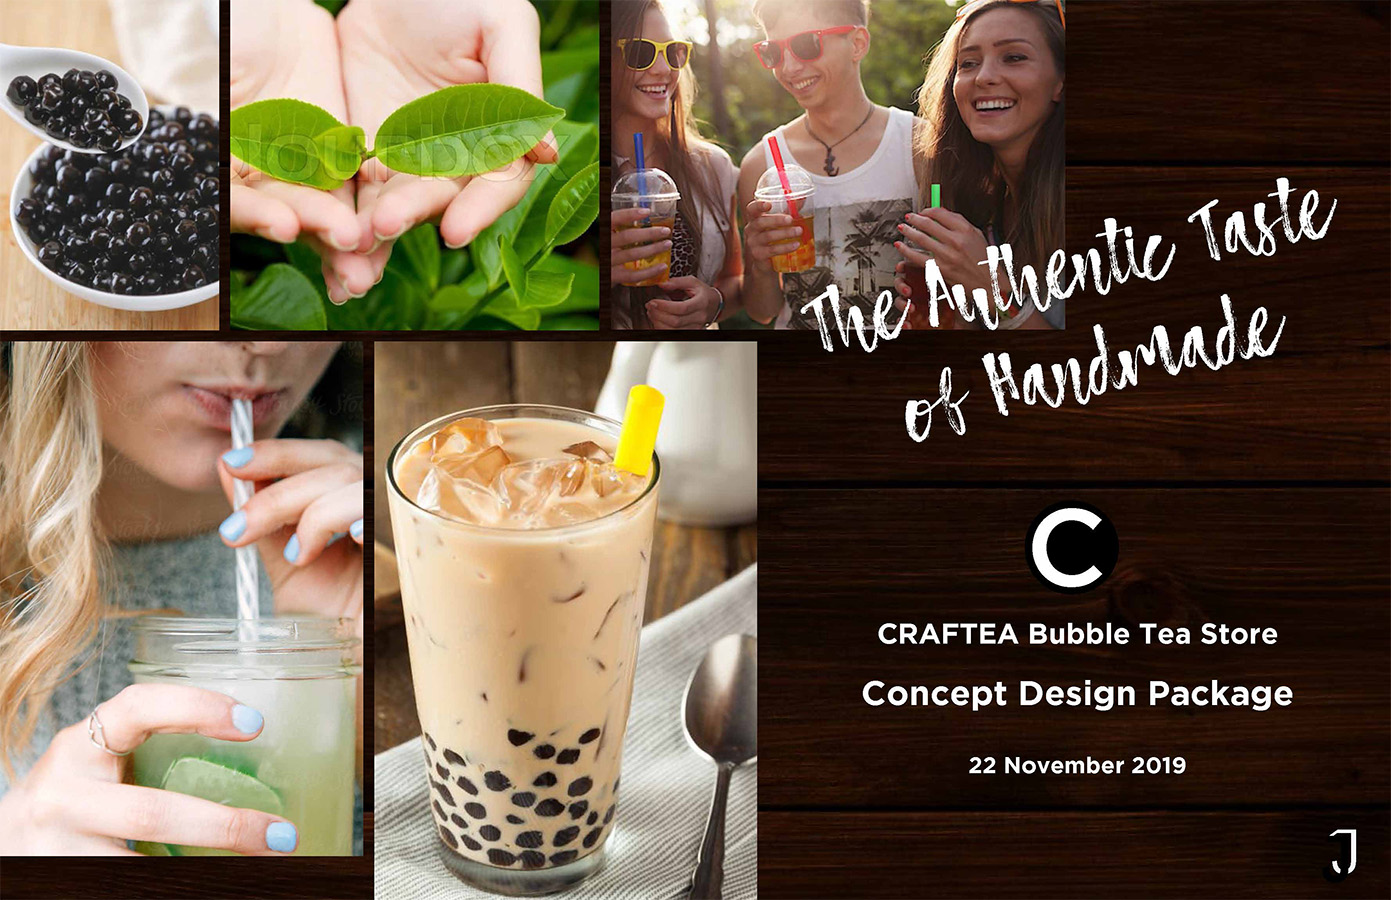 The Authentic Taste
of Handmade
C
CRAFTEA Bubble Tea Store
Concept Design Package
22 November 2019
J